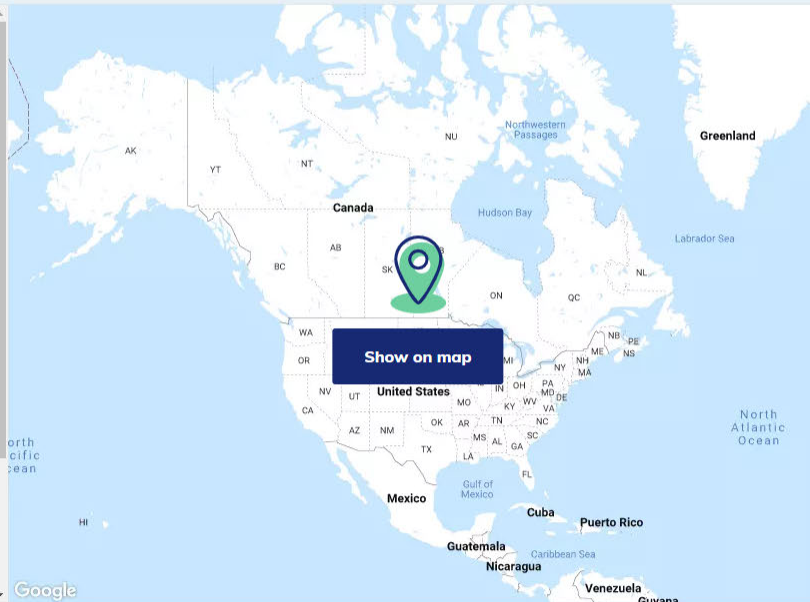 AK
YT
NT
NU
Northwestern
Passages
Greenland
Canada
Hudson Bay
Labrador Sea
BC
AB
SK
B
ON
QC
NL
WA
OR
NV
UT
CA
AZ
NM
Show on map
MI
NB
PE
NS
ME
NH
MA
NY
United States
IN
OH
PA
MD
DE
MO
KY
WV
VA
OK
AR
TN
NC
SC
TX
MS
AL
GA
LA
FL
North
Atlantic
Ocean
orth
cific
cean
Gulf of
Mexico
Mexico
HI
Cuba
Puerto Rico
Guatemala
Caribbean Sea
Nicaragua
Venezuela
Guyana
Google